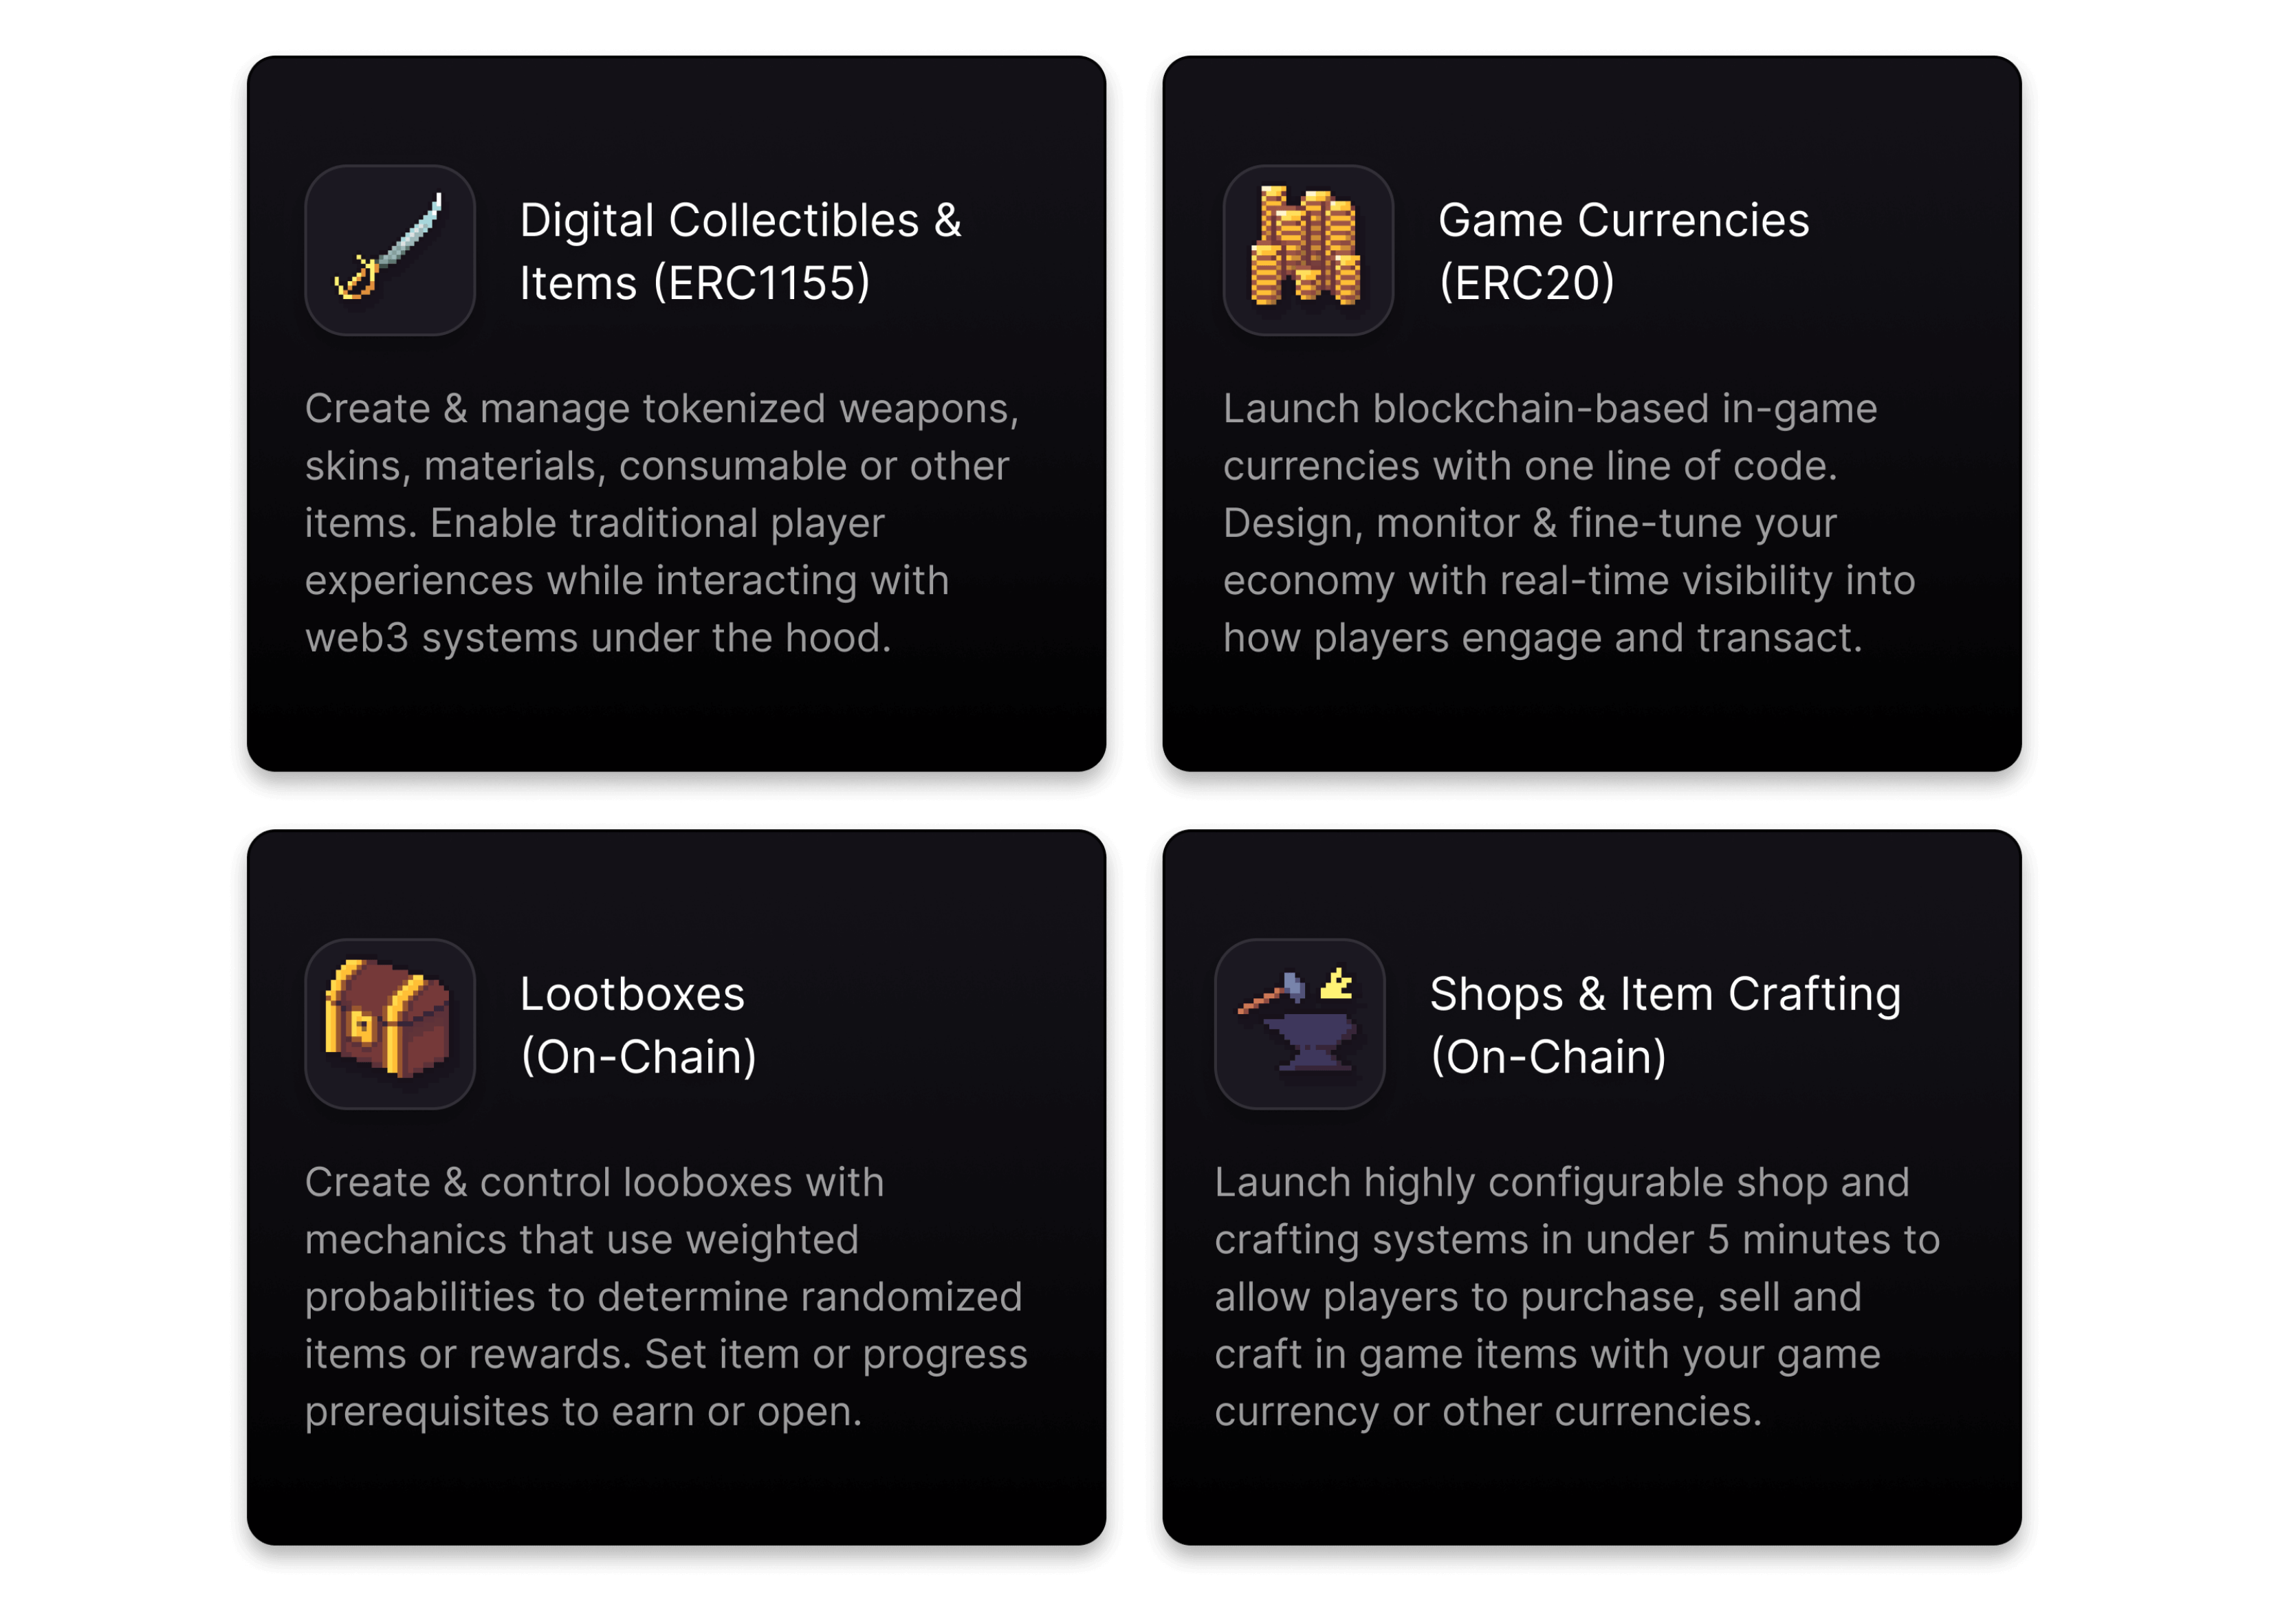 Digital Collectibles &
Items (ERC1155)
Create & manage tokenized weapons,
skins, materials, consumable or other
items. Enable traditional player
experiences while interacting with
web3 systems under the hood.
Game Currencies
(ERC20)
Launch blockchain-based in-game
currencies with one line of code.
Design, monitor & fine-tune your
economy with real-time visibility into
how players engage and transact.
Lootboxes
(On-Chain)
Create & control looboxes with
mechanics that use weighted
probabilities to determine randomized
items or rewards. Set item or progress
prerequisites to earn or open.
Shops & Item Crafting
(On-Chain)
Launch highly configurable shop and
crafting systems in under 5 minutes to
allow players to purchase, sell and
craft in game items with your game
currency or other currencies.